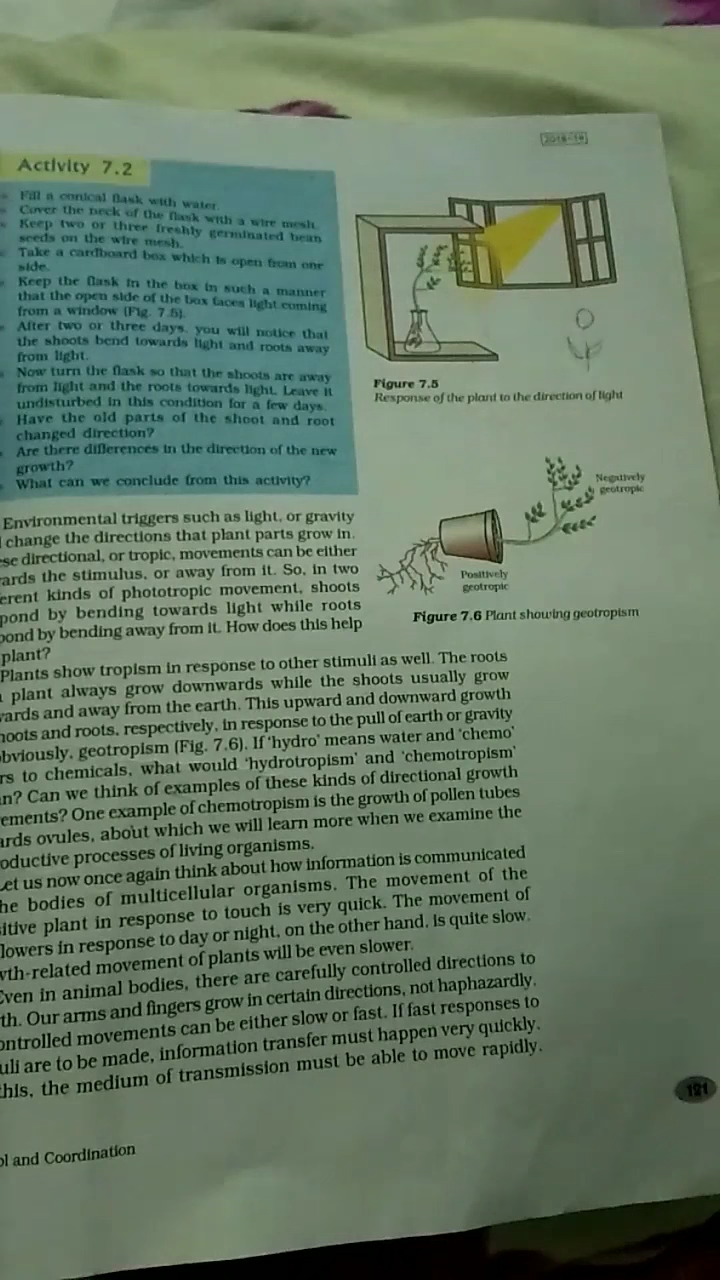 2018-19
Activity 7.2
Fill a conical flask with water.
Cover the neck of the flask with a wire mesh.
Keep two or three freshly germinated bean
seeds on the wire mesh.
Take a cardboard box which is open from one
side.
Keep the flask in the box in such a manner
that the open side of the box faces light coming
from a window (Fig. 7.5).
After two or three days, you will notice that
the shoots bend towards light and roots away
from light.
Now turn the flask so that the shoots are away
from light and the roots towards light. Leave it
undisturbed in this condition for a few days.
Have the old parts of the shoot and root
changed direction?
Are there differences in the direction of the new
growth?
What can we conclude from this activity?
Figure 7.5
Response of the plant to the direction of light
Negatively
geotropic
Positively
geotropic
Figure 7.6 Plant showing geotropism
Environmental triggers such as light, or gravity
change the directions that plant parts grow in.
se directional, or tropic, movements can be either
ards the stimulus, or away from it. So, in two
erent kinds of phototropic movement, shoots
pond by bending towards light while roots
pond by bending away from it. How does this help
plant?
Plants show tropism in response to other stimuli as well. The roots
plant always grow downwards while the shoots usually grow
ards and away from the earth. This upward and downward growth
hoots and roots, respectively, in response to the pull of earth or gravity
bviously, geotropism (Fig. 7.6). If 'hydro' means water and 'chemo'
rs to chemicals, what would 'hydrotropism' and 'chemotropism'
n? Can we think of examples of these kinds of directional growth
ements? One example of chemotropism is the growth of pollen tubes
ards ovules, about which we will learn more when we examine the
oductive processes of living organisms.
Let us now once again think about how information is communicated
he bodies of multicellular organisms. The movement of the
sitive plant in response to touch is very quick. The movement of
lowers in response to day or night, on the other hand, is quite slow.
wth-related movement of plants will be even slower.
Even in animal bodies, there are carefully controlled directions to
th. Our arms and fingers grow in certain directions, not haphazardly.
ontrolled movements can be either slow or fast. If fast responses to
uli are to be made, information transfer must happen very quickly.
this, the medium of transmission must be able to move rapidly.
ol and Coordination
121